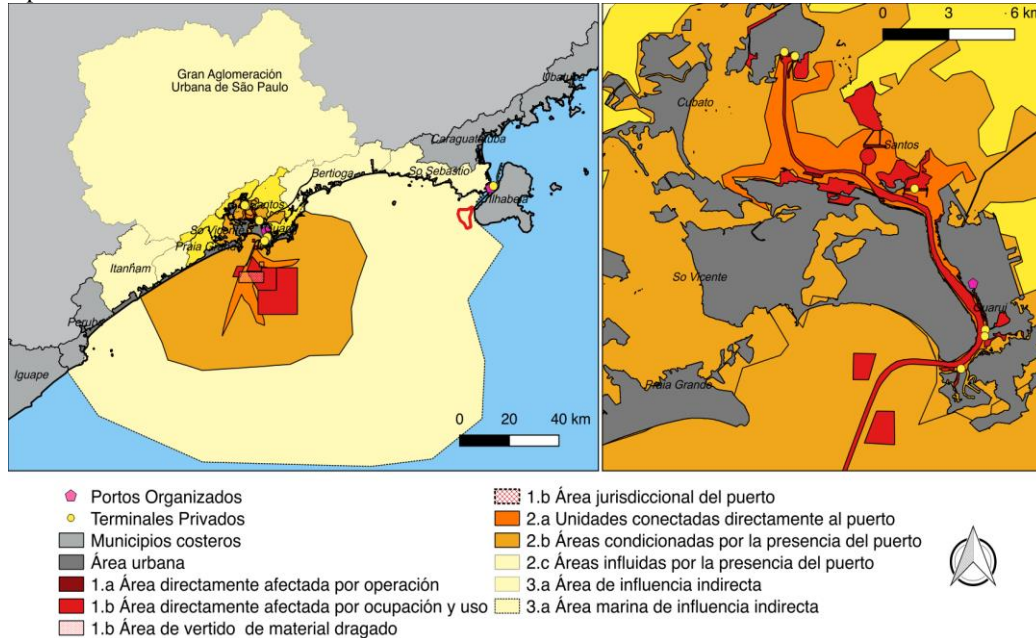 Gran Aglomeración
Urbana de São Paulo
Ubatuba
Caraguatatuba
So Sebastio
Ilhabela
Bertioga
Santos
Guaruj
So Vicente
Praia Grande
Itanham
Perube
Iguape
0 20 40 km
0 3 6 km
Cubato
Santos
So Vicente
Guaruj
Praia Grande
Portos Organizados
Terminales Privados
Municipios costeros
Área urbana
1.a Área directamente afectada por operación
1.b Área directamente afectada por ocupación y uso
1.b Área de vertido de material dragado
1.b Área jurisdiccional del puerto
2.a Unidades conectadas directamente al puerto
2.b Áreas condicionadas por la presencia del puerto
2.c Áreas influidas por la presencia del puerto
3.a Área de influencia indirecta
3.a Área marina de influencia indirecta